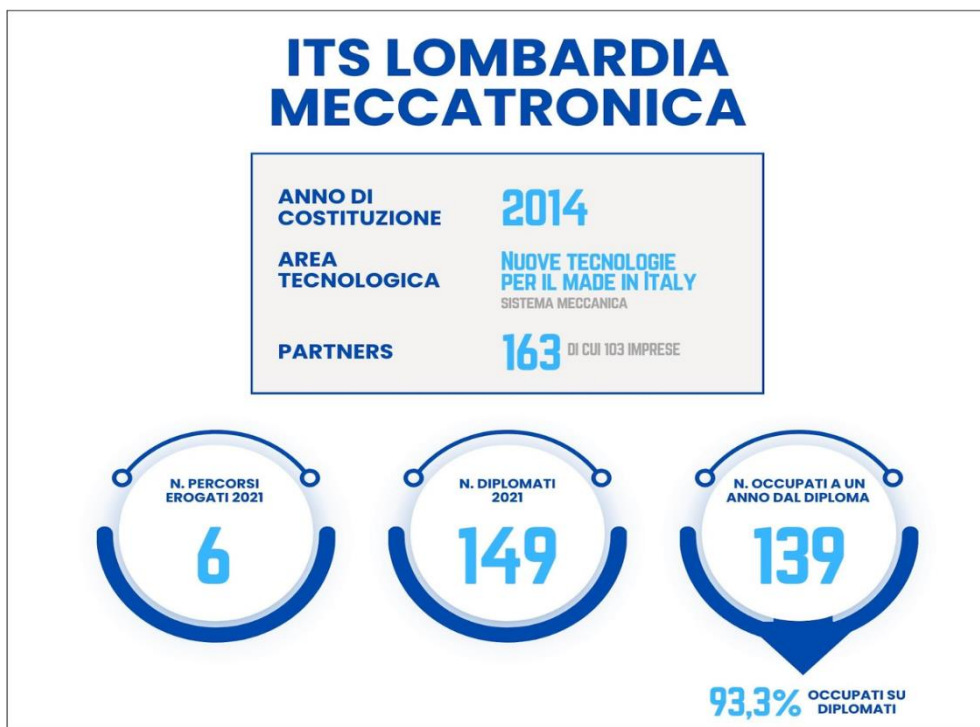 ITS LOMBARDIA
MECCATRONICA
ANNO DI
COSTITUZIONE
2014
AREA
TECNOLOGICA
NUOVE TECNOLOGIE
PER IL MADE IN ITALY
SISTEMA MECCANICA
PARTNERS
163 DI CUI 103 IMPRESE
N. PERCORSI
EROGATI 2021
6
N. DIPLOMATI
2021
149
N. OCCUPATI A UN
ANNO DAL DIPLOMA
139
93,3%
OCCUPATI SU
DIPLOMATI